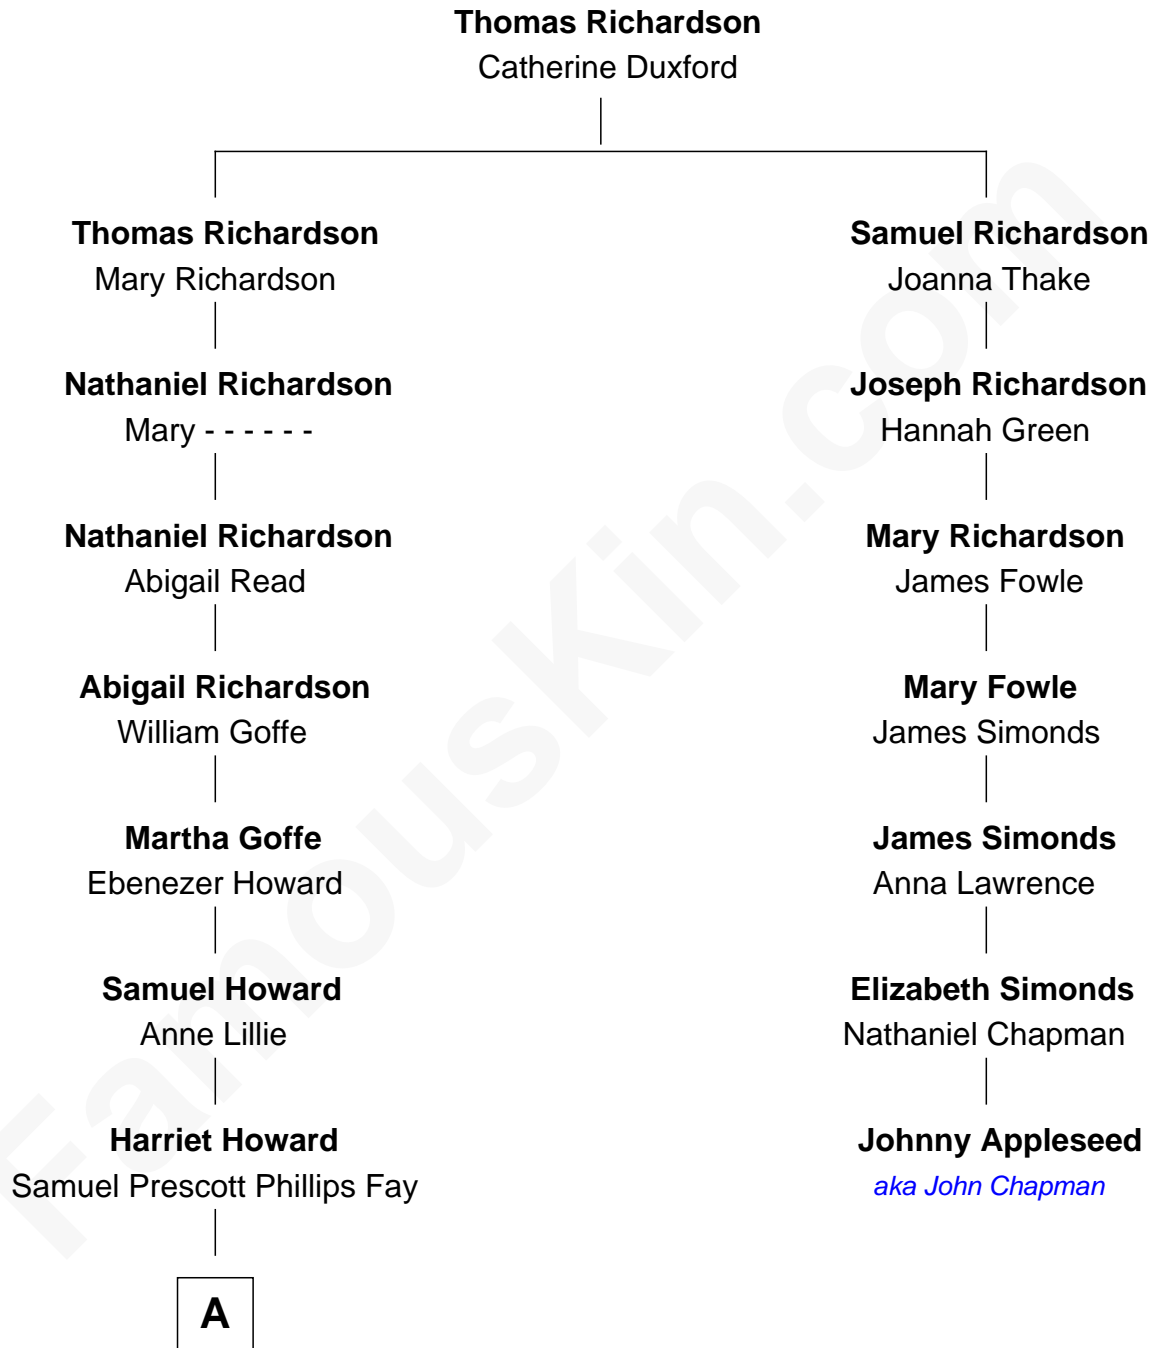 Thomas Richardson
Catherine Duxford
Thomas Richardson
Mary Richardson
Nathaniel Richardson
Mary - - - - - -
Nathaniel Richardson
Abigail Read
Abigail Richardson
William Goffe
Martha Goffe
Ebenezer Howard
Samuel Howard
Anne Lillie
Harriet Howard
Samuel Prescott Phillips Fay
A
Samuel Richardson
Joanna Thake
Joseph Richardson
Hannah Green
Mary Richardson
James Fowle
Mary Fowle
James Simonds
James Simonds
Anna Lawrence
Elizabeth Simonds
Nathaniel Chapman
Johnny Appleseed
aka John Chapman
FamousKin.com